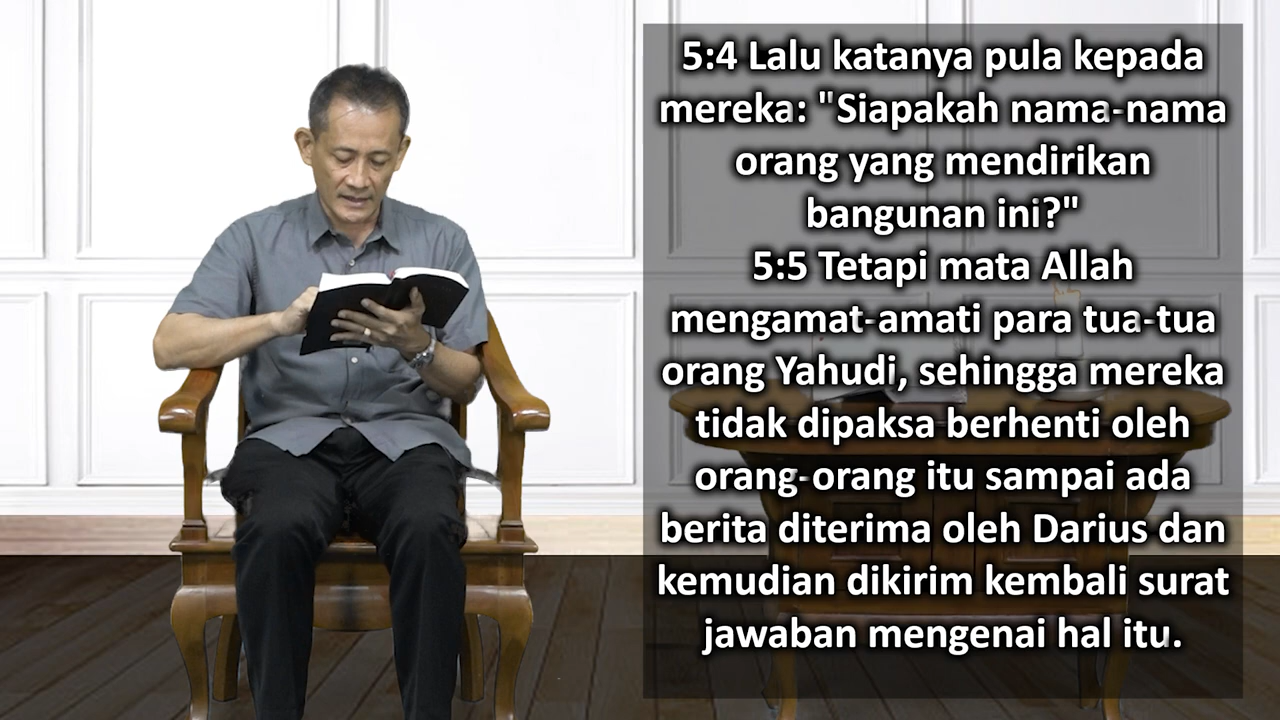 5:4 Lalu katanya pula kepada
mereka: "Siapakah nama-nama
orang yang mendirikan
bangunan ini?"
5:5 Tetapi mata Allah
mengamat-amati para tua-tua
orang Yahudi, sehingga mereka
tidak dipaksa berhenti oleh
orang-orang itu sampai ada
berita diterima oleh Darius dan
kemudian dikirim kembali surat
jawaban mengenai hal itu.